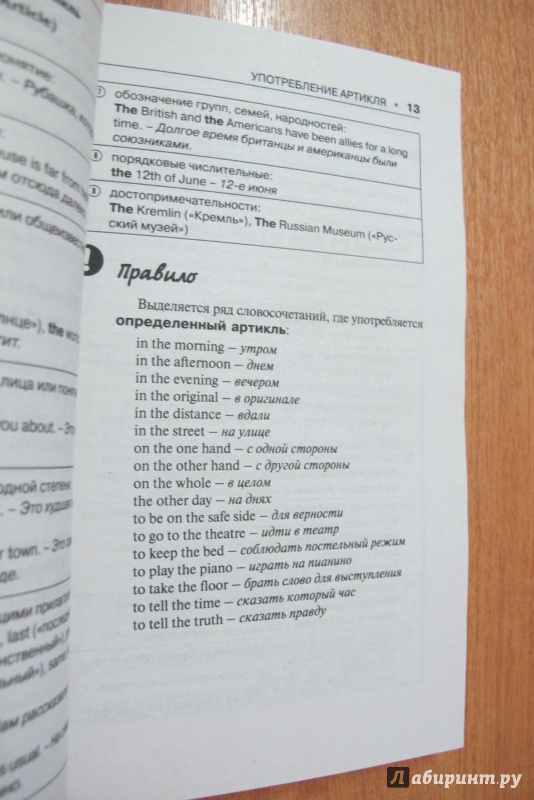 rticle)
УПОТРЕБЛЕНИЕ АРТИКЛЯ • 13
обозначение групп, семей, народностей:
The British and the Americans have been allies for a long
time. – Долгое время британцы и американцы были
союзниками.
порядковые числительные:
the 12th of June – 12-е июня
достопримечательности:
The Kremlin («Кремль»), The Russian Museum («Рус-
ский музей»)
! Правило
Выделяется ряд словосочетаний, где употребляется
определенный артикль:
in the morning – утром
in the afternoon – днем
in the evening – вечером
in the original – в оригинале
in the distance – вдали
in the street – на улице
on the one hand – с одной стороны
on the other hand – с другой стороны
on the whole – в целом
the other day – на днях
to be on the safe side – для верности
to go to the theatre – идти в театр
to keep the bed – соблюдать постельный режим
to play the piano – играть на пианино
to take the floor – брать слово для выступления
to tell the time – сказать который час
to tell the truth – сказать правду
Лабиринт.ру